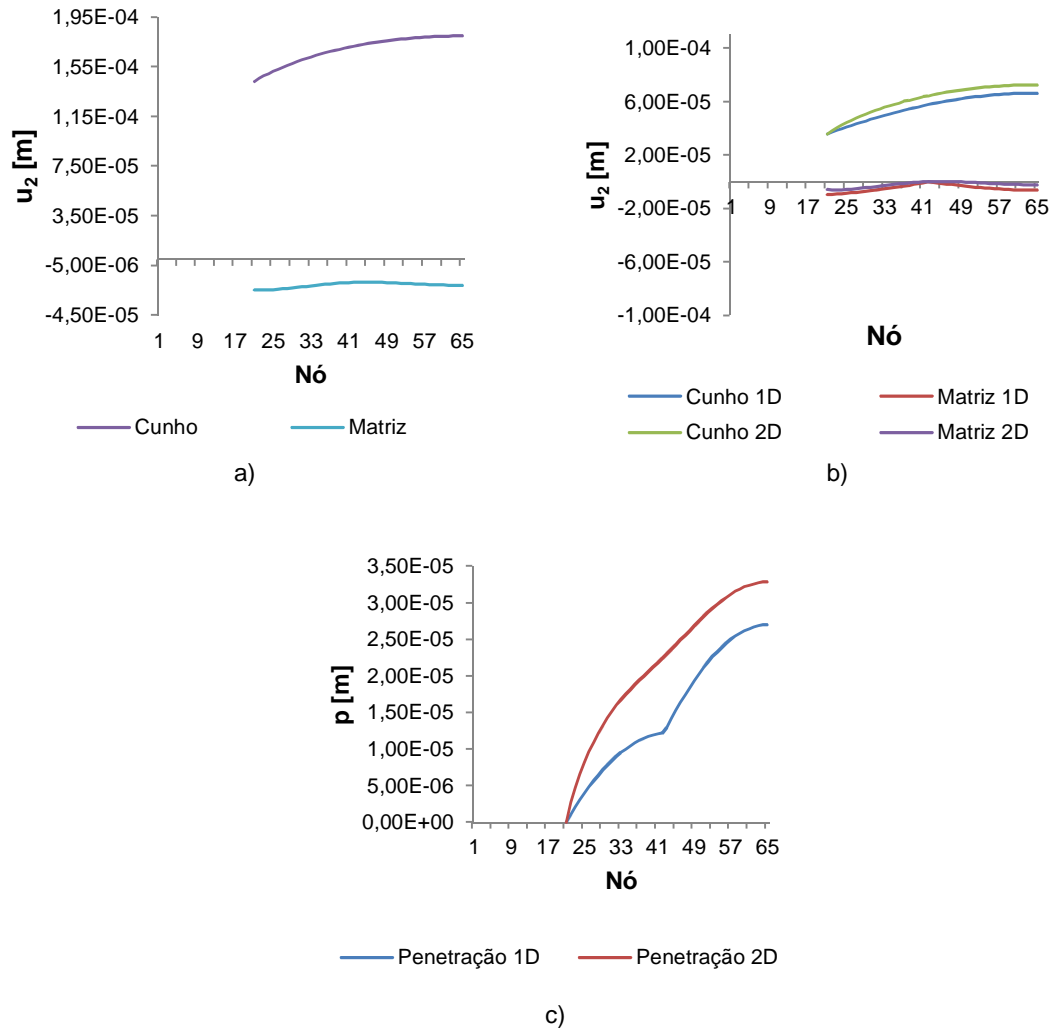 1,95E-04
1,55E-04
1,15E-04
7,50E-05
3,50E-05
-5,00E-06
-4,50E-05
u₂ [m]
1 9 17 25 33 41 49 57 65
Nó
Cunho Matriz
a)
1,00E-04
6,00E-05
2,00E-05
-2,00E-05
-6,00E-05
-1,00E-04
u₂ [m]
1 9 17 25 33 41 49 57 65
Nó
Cunho 1D Matriz 1D
Cunho 2D Matriz 2D
b)
3,50E-05
3,00E-05
2,50E-05
2,00E-05
1,50E-05
1,00E-05
5,00E-06
0,00E+00
p [m]
1 9 17 25 33 41 49 57 65
Nó
Penetração 1D Penetração 2D
c)